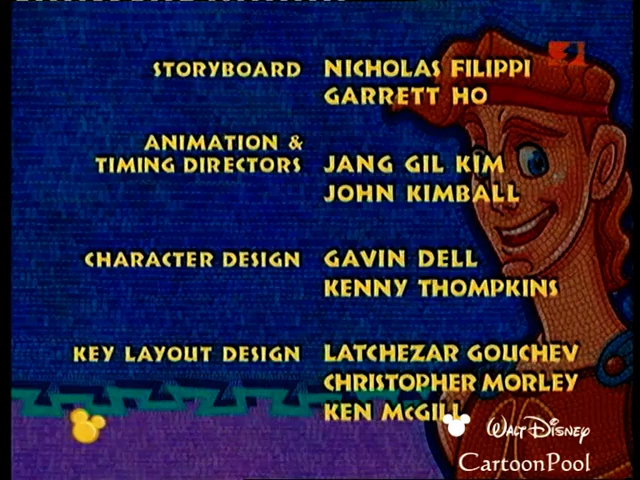 STORYBOARD NICHOLAS FILIPPI
GARRETT HO
ANIMATION &
TIMING DIRECTORS JANG GIL KIM
JOHN KIMBALL
CHARACTER DESIGN GAVIN DELL
KENNY THOMPKINS
KEY LAYOUT DESIGN LATCHEZAR GOUCHEV
CHRISTOPHER MORLEY
KEN MCGILL
WALT DISNEY
CartoonPool